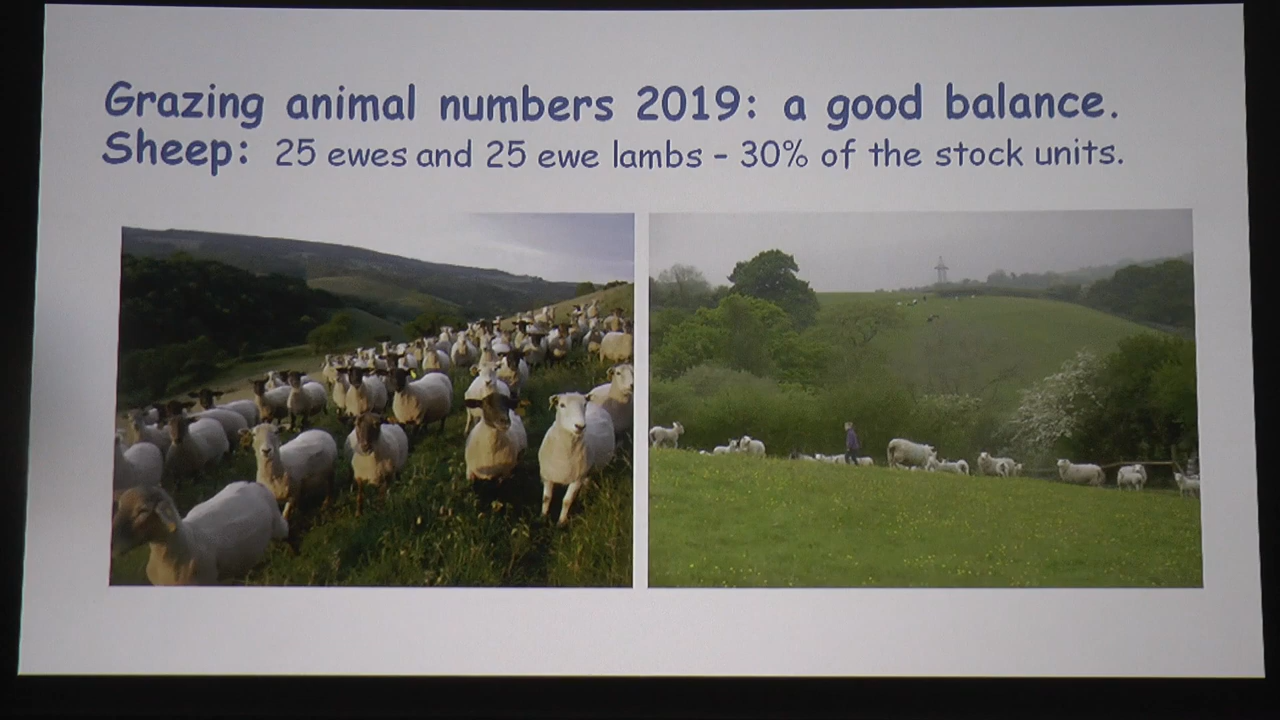 Grazing animal numbers 2019: a good balance.
Sheep: 25 ewes and 25 ewe lambs – 30% of the stock units.